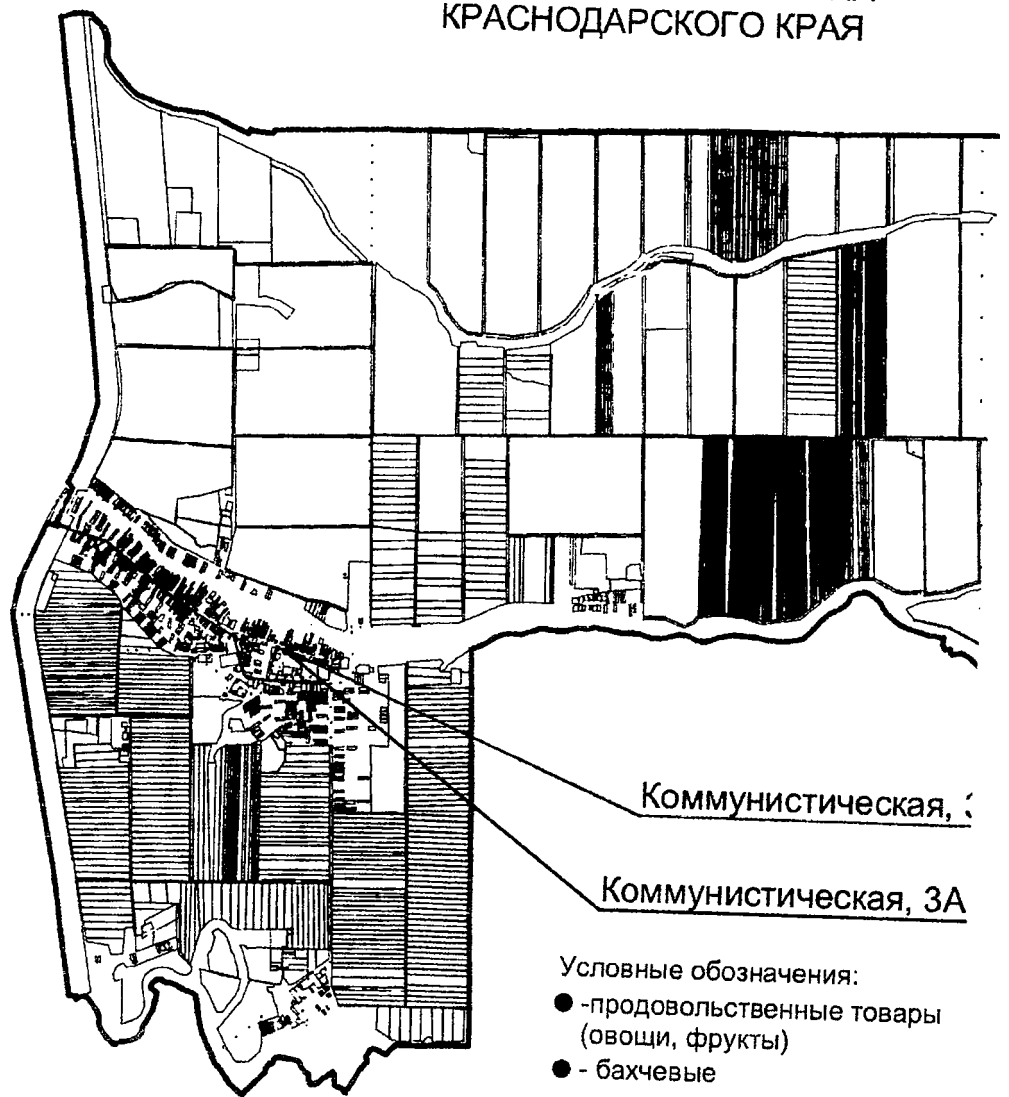 КРАСНОДАРСКОГО КРАЯ
Коммунистическая,
Коммунистическая, 3А
Условные обозначения:
● -продовольственные товары
(овощи, фрукты)
● - бахчевые